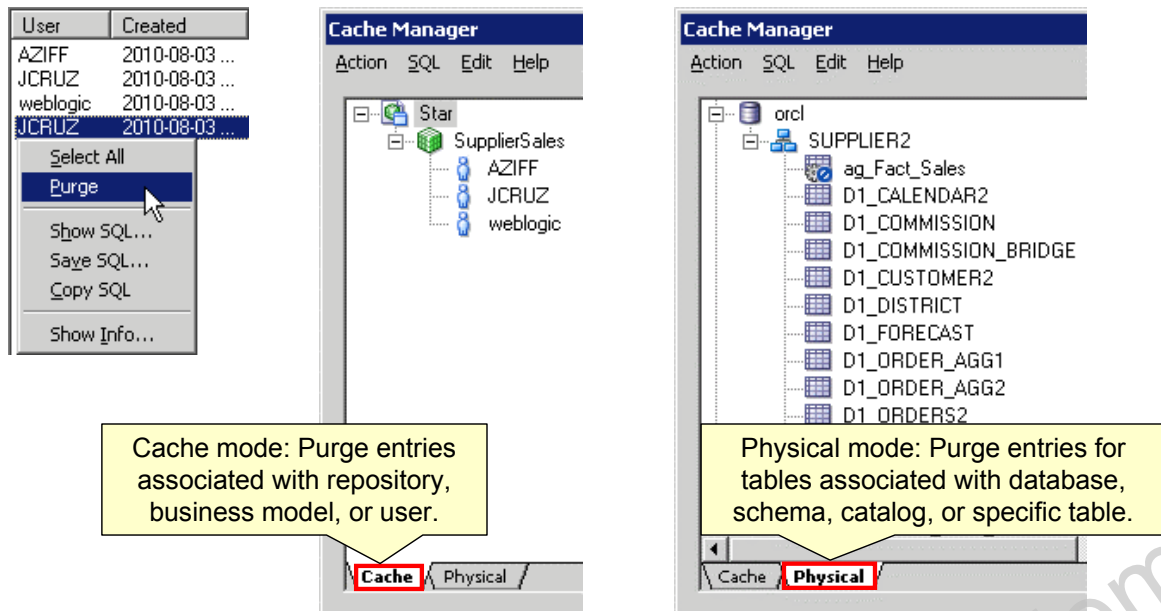 User Created
AZIFF 2010-08-03 ...
JCRUZ 2010-08-03 ...
weblogic 2010-08-03 ...
JCRUZ 2010-08-03 ...
Select All
Purge
Show SQL...
Save SQL...
Copy SQL
Show Info...
Cache Manager
Action SQL Edit Help
Star
SupplierSales
AZIFF
JCRUZ
weblogic
Cache mode: Purge entries
associated with repository,
business model, or user.
Cache Physical
Cache Manager
Action SQL Edit Help
orcl
SUPPLIER2
ag_Fact_Sales
D1_CALENDAR2
D1_COMMISSION
D1_COMMISSION_BRIDGE
D1_CUSTOMER2
D1_DISTRICT
D1_FORECAST
D1_ORDER_AGG1
D1_ORDER_AGG2
D1_ORDERS2
Physical mode: Purge entries for
tables associated with database,
schema, catalog, or specific table.
Cache Physical